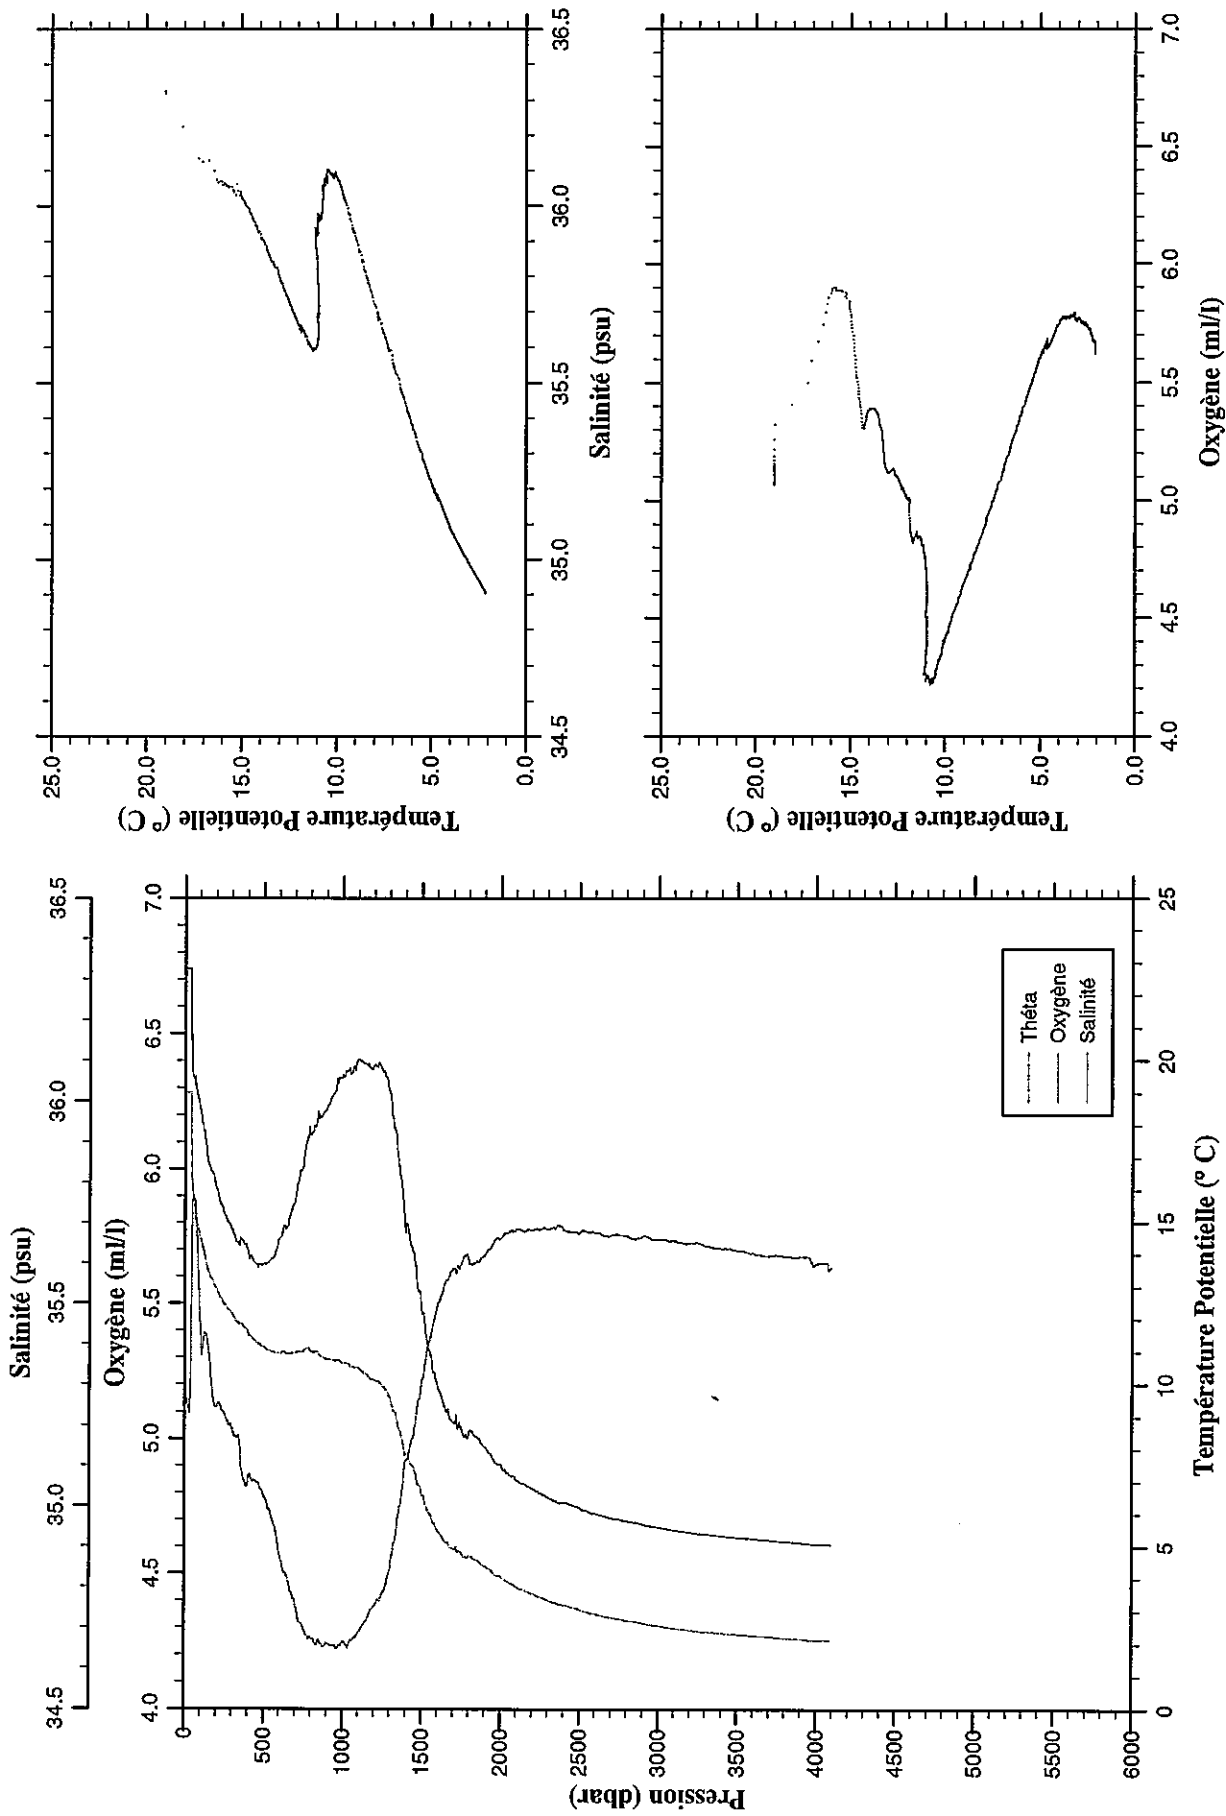 Salinité (psu)
34.5 35.0 35.5 36.0 36.5
Oxygène (ml/l)
4.0 4.5 5.0 5.5 6.0 6.5 7.0
Pression (dbar)
0
500
1000
1500
2000
2500
3000
3500
4000
4500
5000
5500
6000
Théta
Oxygène
Salinité
0 5 10 15 20 25
Température Potentielle (° C)
Température Potentielle (° C)
25.0
20.0
15.0
10.0
5.0
0.0
34.5 35.0 35.5 36.0 36.5
Salinité (psu)
Température Potentielle (° C)
25.0
20.0
15.0
10.0
5.0
0.0
4.0 4.5 5.0 5.5 6.0 6.5 7.0
Oxygène (ml/l)